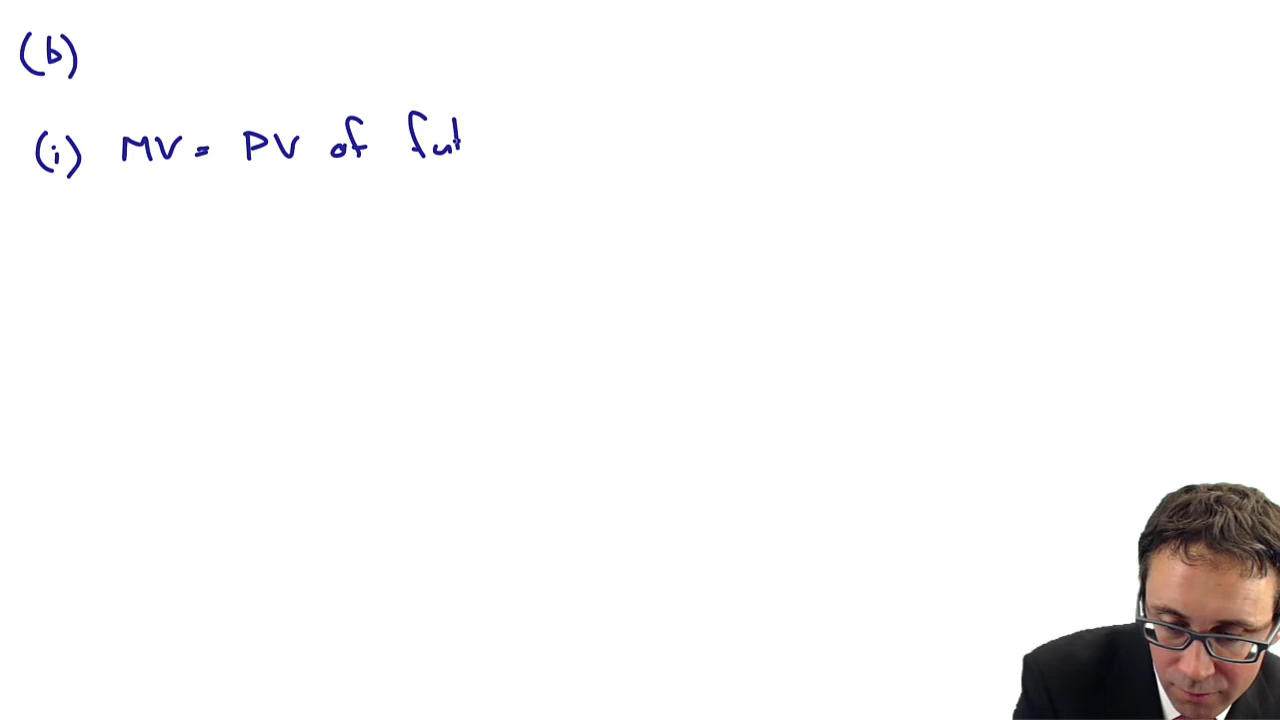 (b)
(i) MV = PV of fut